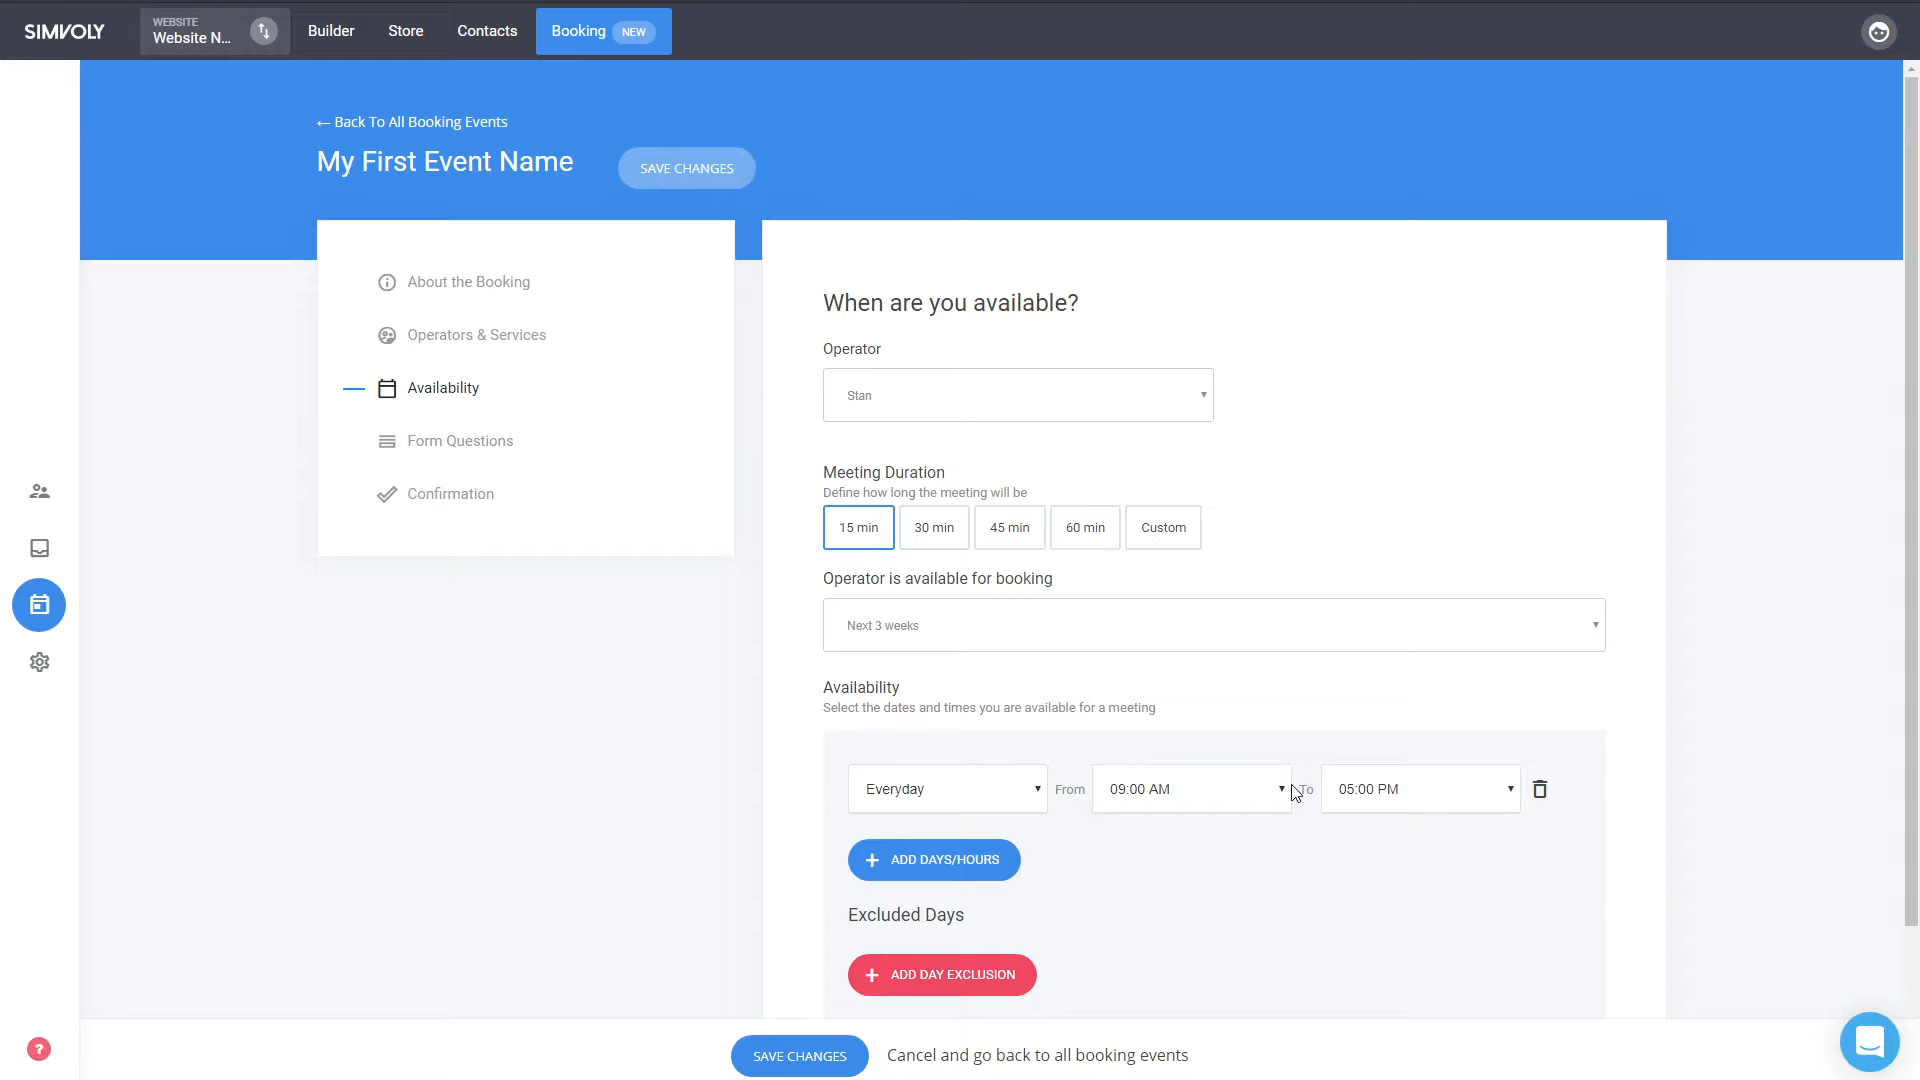 SIMVOLY
WEBSITE
Website N...
Builder
Store
Contacts
Booking NEW
← Back To All Booking Events
My First Event Name
SAVE CHANGES
About the Booking
Operators & Services
Availability
Form Questions
Confirmation
When are you available?
Operator
Stan
Meeting Duration
Define how long the meeting will be
15 min
30 min
45 min
60 min
Custom
Operator is available for booking
Next 3 weeks
Availability
Select the dates and times you are available for a meeting
Everyday From 09:00 AM To 05:00 PM
+ ADD DAYS/HOURS
Excluded Days
+ ADD DAY EXCLUSION
?
SAVE CHANGES
Cancel and go back to all booking events